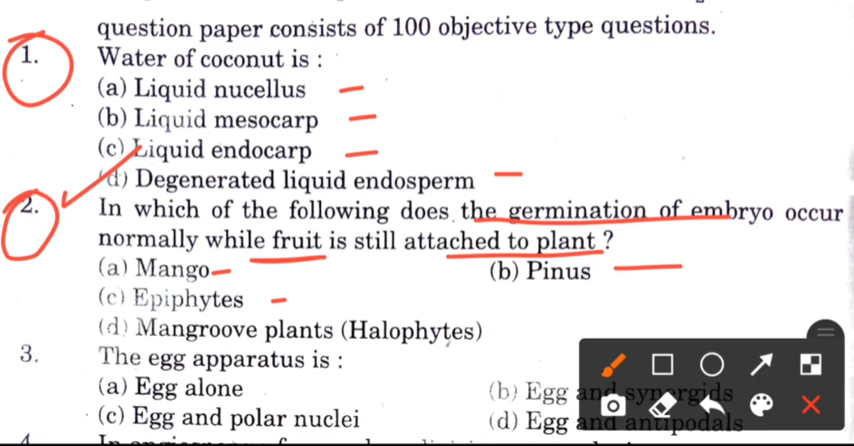 question paper consists of 100 objective type questions.
1. Water of coconut is :
(a) Liquid nucellus
(b) Liquid mesocarp
(c) Liquid endocarp
(d) Degenerated liquid endosperm
2. In which of the following does the germination of embryo occur
normally while fruit is still attached to plant ?
(a) Mango (b) Pinus
(c) Epiphytes
(d) Mangroove plants (Halophytes)
3. The egg apparatus is :
(a) Egg alone (b) Egg and synergids
(c) Egg and polar nuclei (d) Egg and antipodals